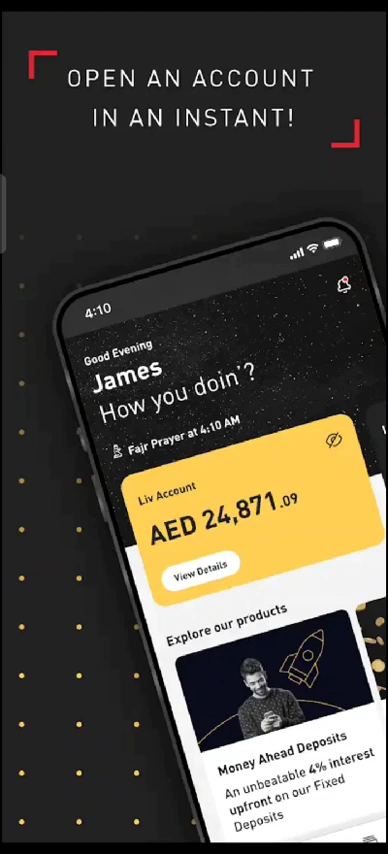 OPEN AN ACCOUNT
IN AN INSTANT!
4:10
Good Evening
James
How you doin'?
Fajr Prayer at 4:10 AM
Liv Account
AED 24,871.09
View Details
Explore our products
Money Ahead Deposits
An unbealable 4% interest
upfront on our Fixed
Deposits